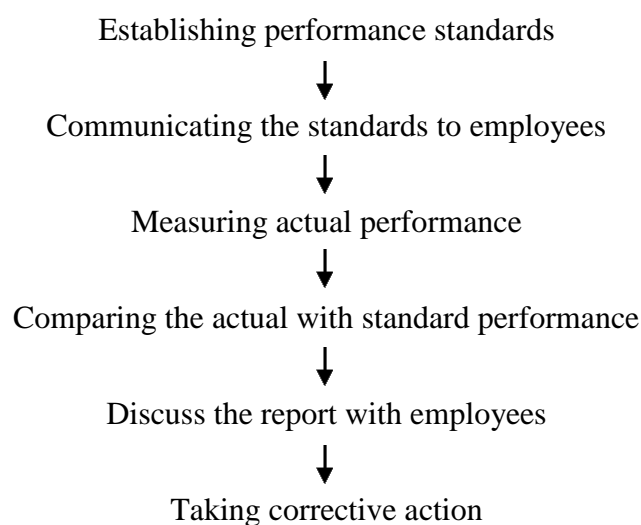 Establishing performance standards
Communicating the standards to employees
Measuring actual performance
Comparing the actual with standard performance
Discuss the report with employees
Taking corrective action